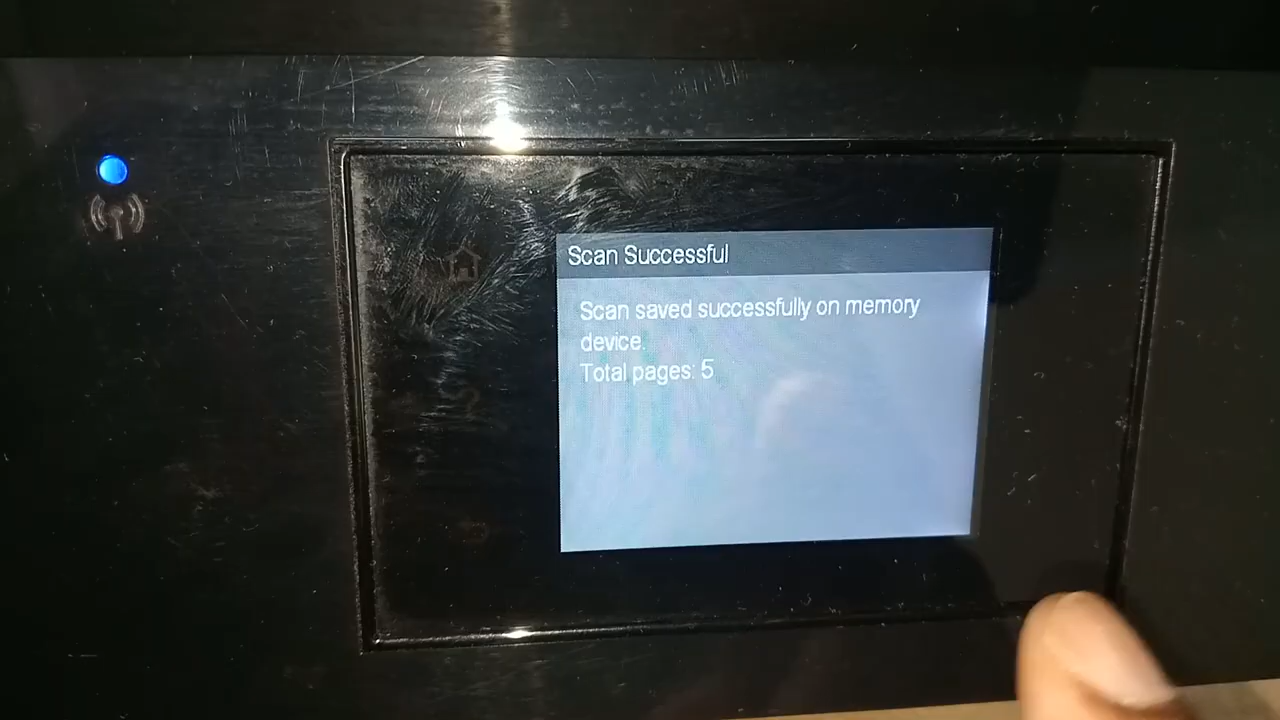 Scan Successful
Scan saved successfully on memory
device.
Total pages: 5